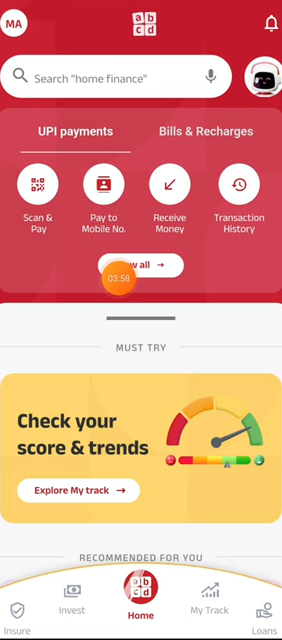 MA
a b
c d
Search "home finance"
UPI payments
Bills & Recharges
Scan &
Pay
Pay to
Mobile No.
Receive
Money
Transaction
History
all →
03:58
MUST TRY
Check your
score & trends
Explore My track →
RECOMMENDED FOR YOU
a b
c d
Insure
Invest
Home
My Track
Loans